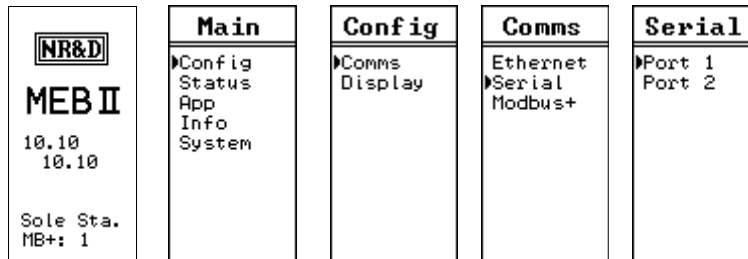 NR&D
MEB II
10.10
10.10
Sole Sta.
MB+: 1
Main
Config
Status
App
Info
System
Config
Comms
Display
Comms
Ethernet
Serial
Modbus+
Serial
Port 1
Port 2